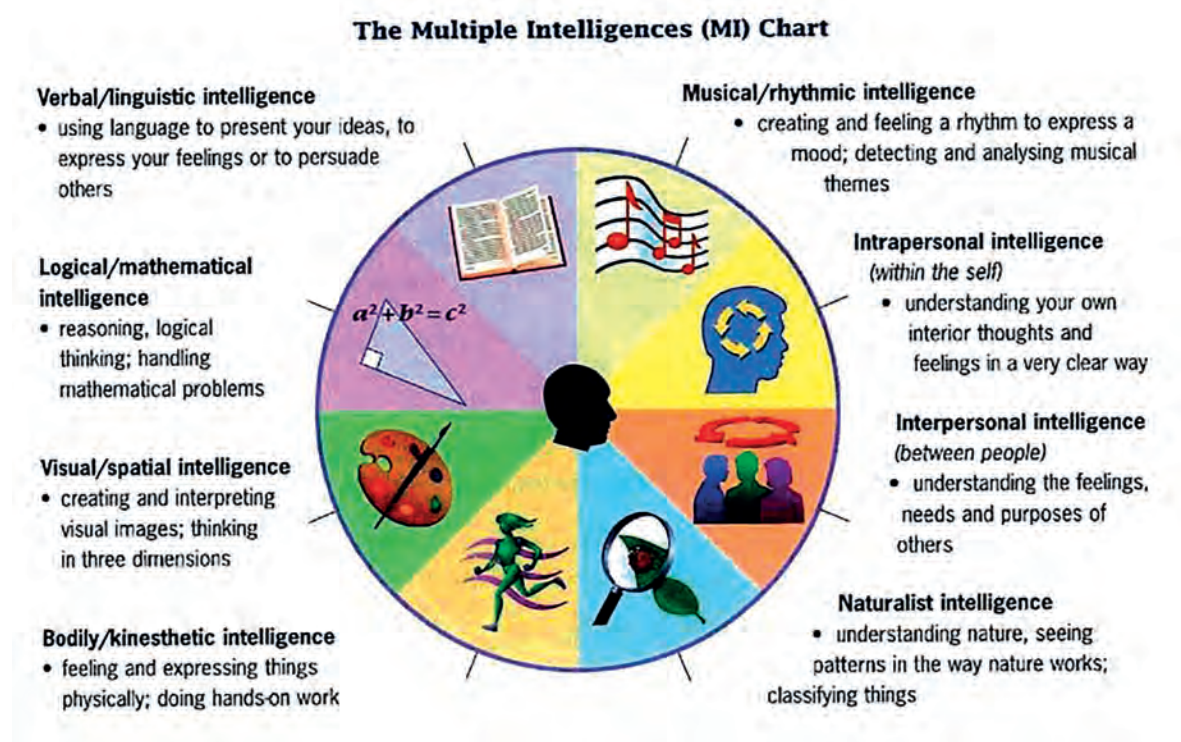 The Multiple Intelligences (MI) Chart
Verbal/linguistic intelligence
• using language to present your ideas, to
express your feelings or to persuade
others
Logical/mathematical
intelligence
• reasoning, logical
thinking; handling
mathematical problems
Visual/spatial intelligence
• creating and interpreting
visual images; thinking
in three dimensions
Bodily/kinesthetic intelligence
• feeling and expressing things
physically; doing hands-on work
a²+b²=c²
Musical/rhythmic intelligence
• creating and feeling a rhythm to express a
mood; detecting and analysing musical
themes
Intrapersonal intelligence
(within the self)
• understanding your own
interior thoughts and
feelings in a very clear way
Interpersonal intelligence
(between people)
• understanding the feelings,
needs and purposes of
others
Naturalist intelligence
• understanding nature, seeing
patterns in the way nature works;
classifying things